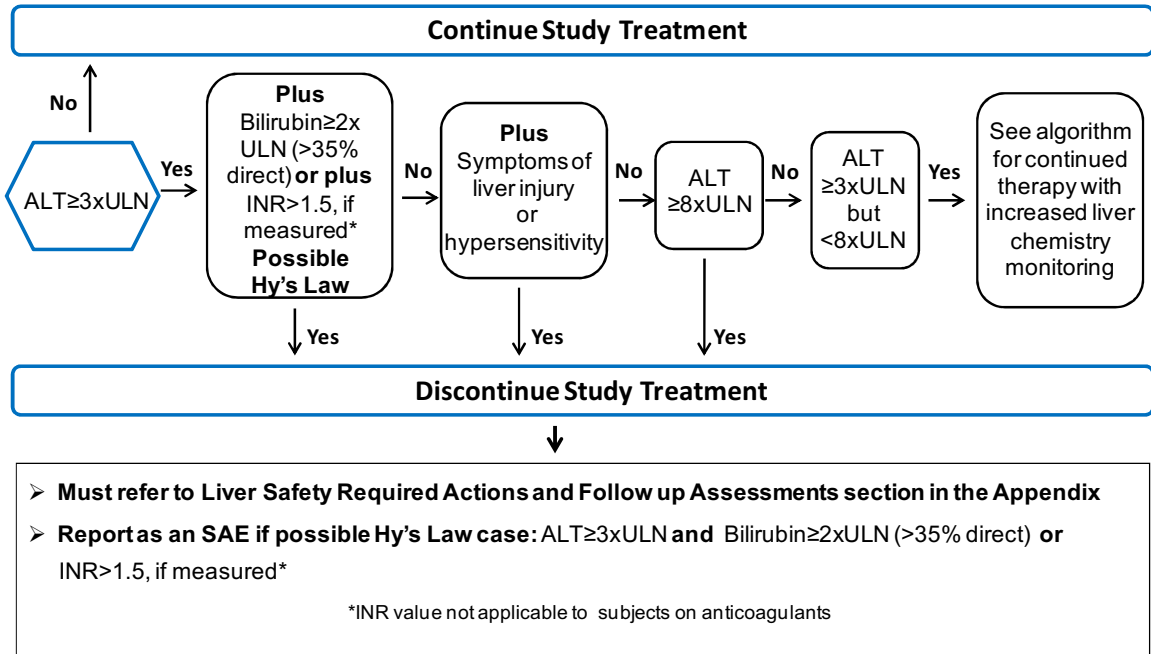 Continue Study Treatment
No
ALT≥3xULN
Yes
Plus
Bilirubin≥2x
ULN (>35%
direct) or plus
INR>1.5, if
measured*
Possible
Hy's Law
No
Plus
Symptoms of
liver injury
or
hypersensitivity
No
ALT
≥8xULN
No
ALT
≥3xULN
but
<8xULN
Yes
See algorithm
for continued
therapy with
increased liver
chemistry
monitoring
Yes
Yes
Yes
Discontinue Study Treatment
➢ Must refer to Liver Safety Required Actions and Follow up Assessments section in the Appendix
➢ Report as an SAE if possible Hy's Law case: ALT≥3xULN and Bilirubin≥2xULN (>35% direct) or
INR>1.5, if measured*
*INR value not applicable to subjects on anticoagulants